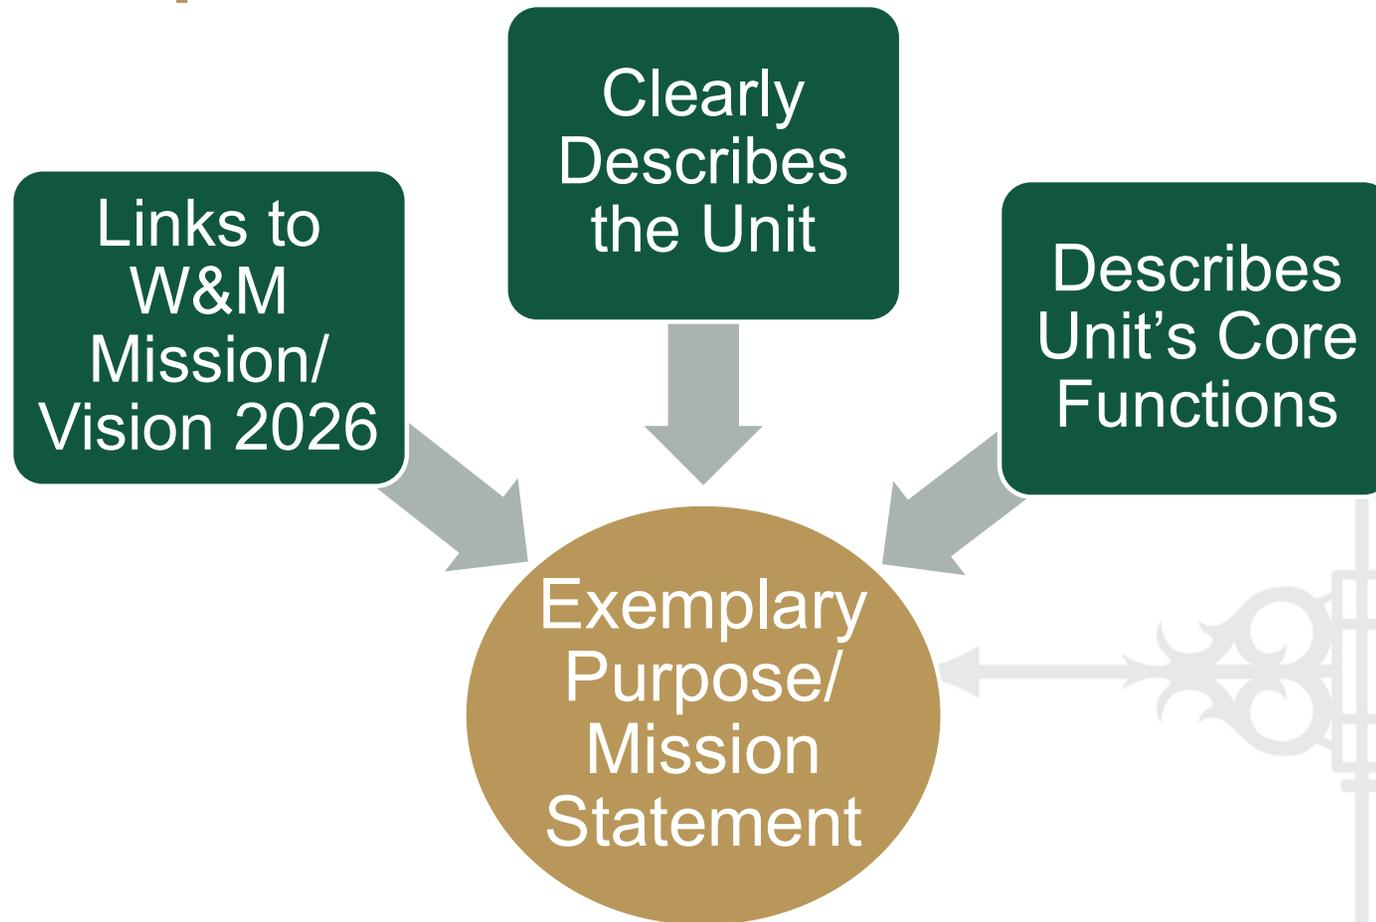 Clearly
Describes
the Unit
Links to
W&M
Mission/
Vision 2026
Describes
Unit’s Core
Functions
Exemplary
Purpose/
Mission
Statement